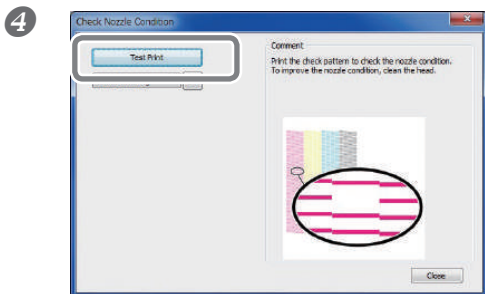 4
Check Nozzle Condition
Test Print
Comment
Print the check pattern to check the nozzle condition.
To improve the nozzle condition, clean the head.
Close